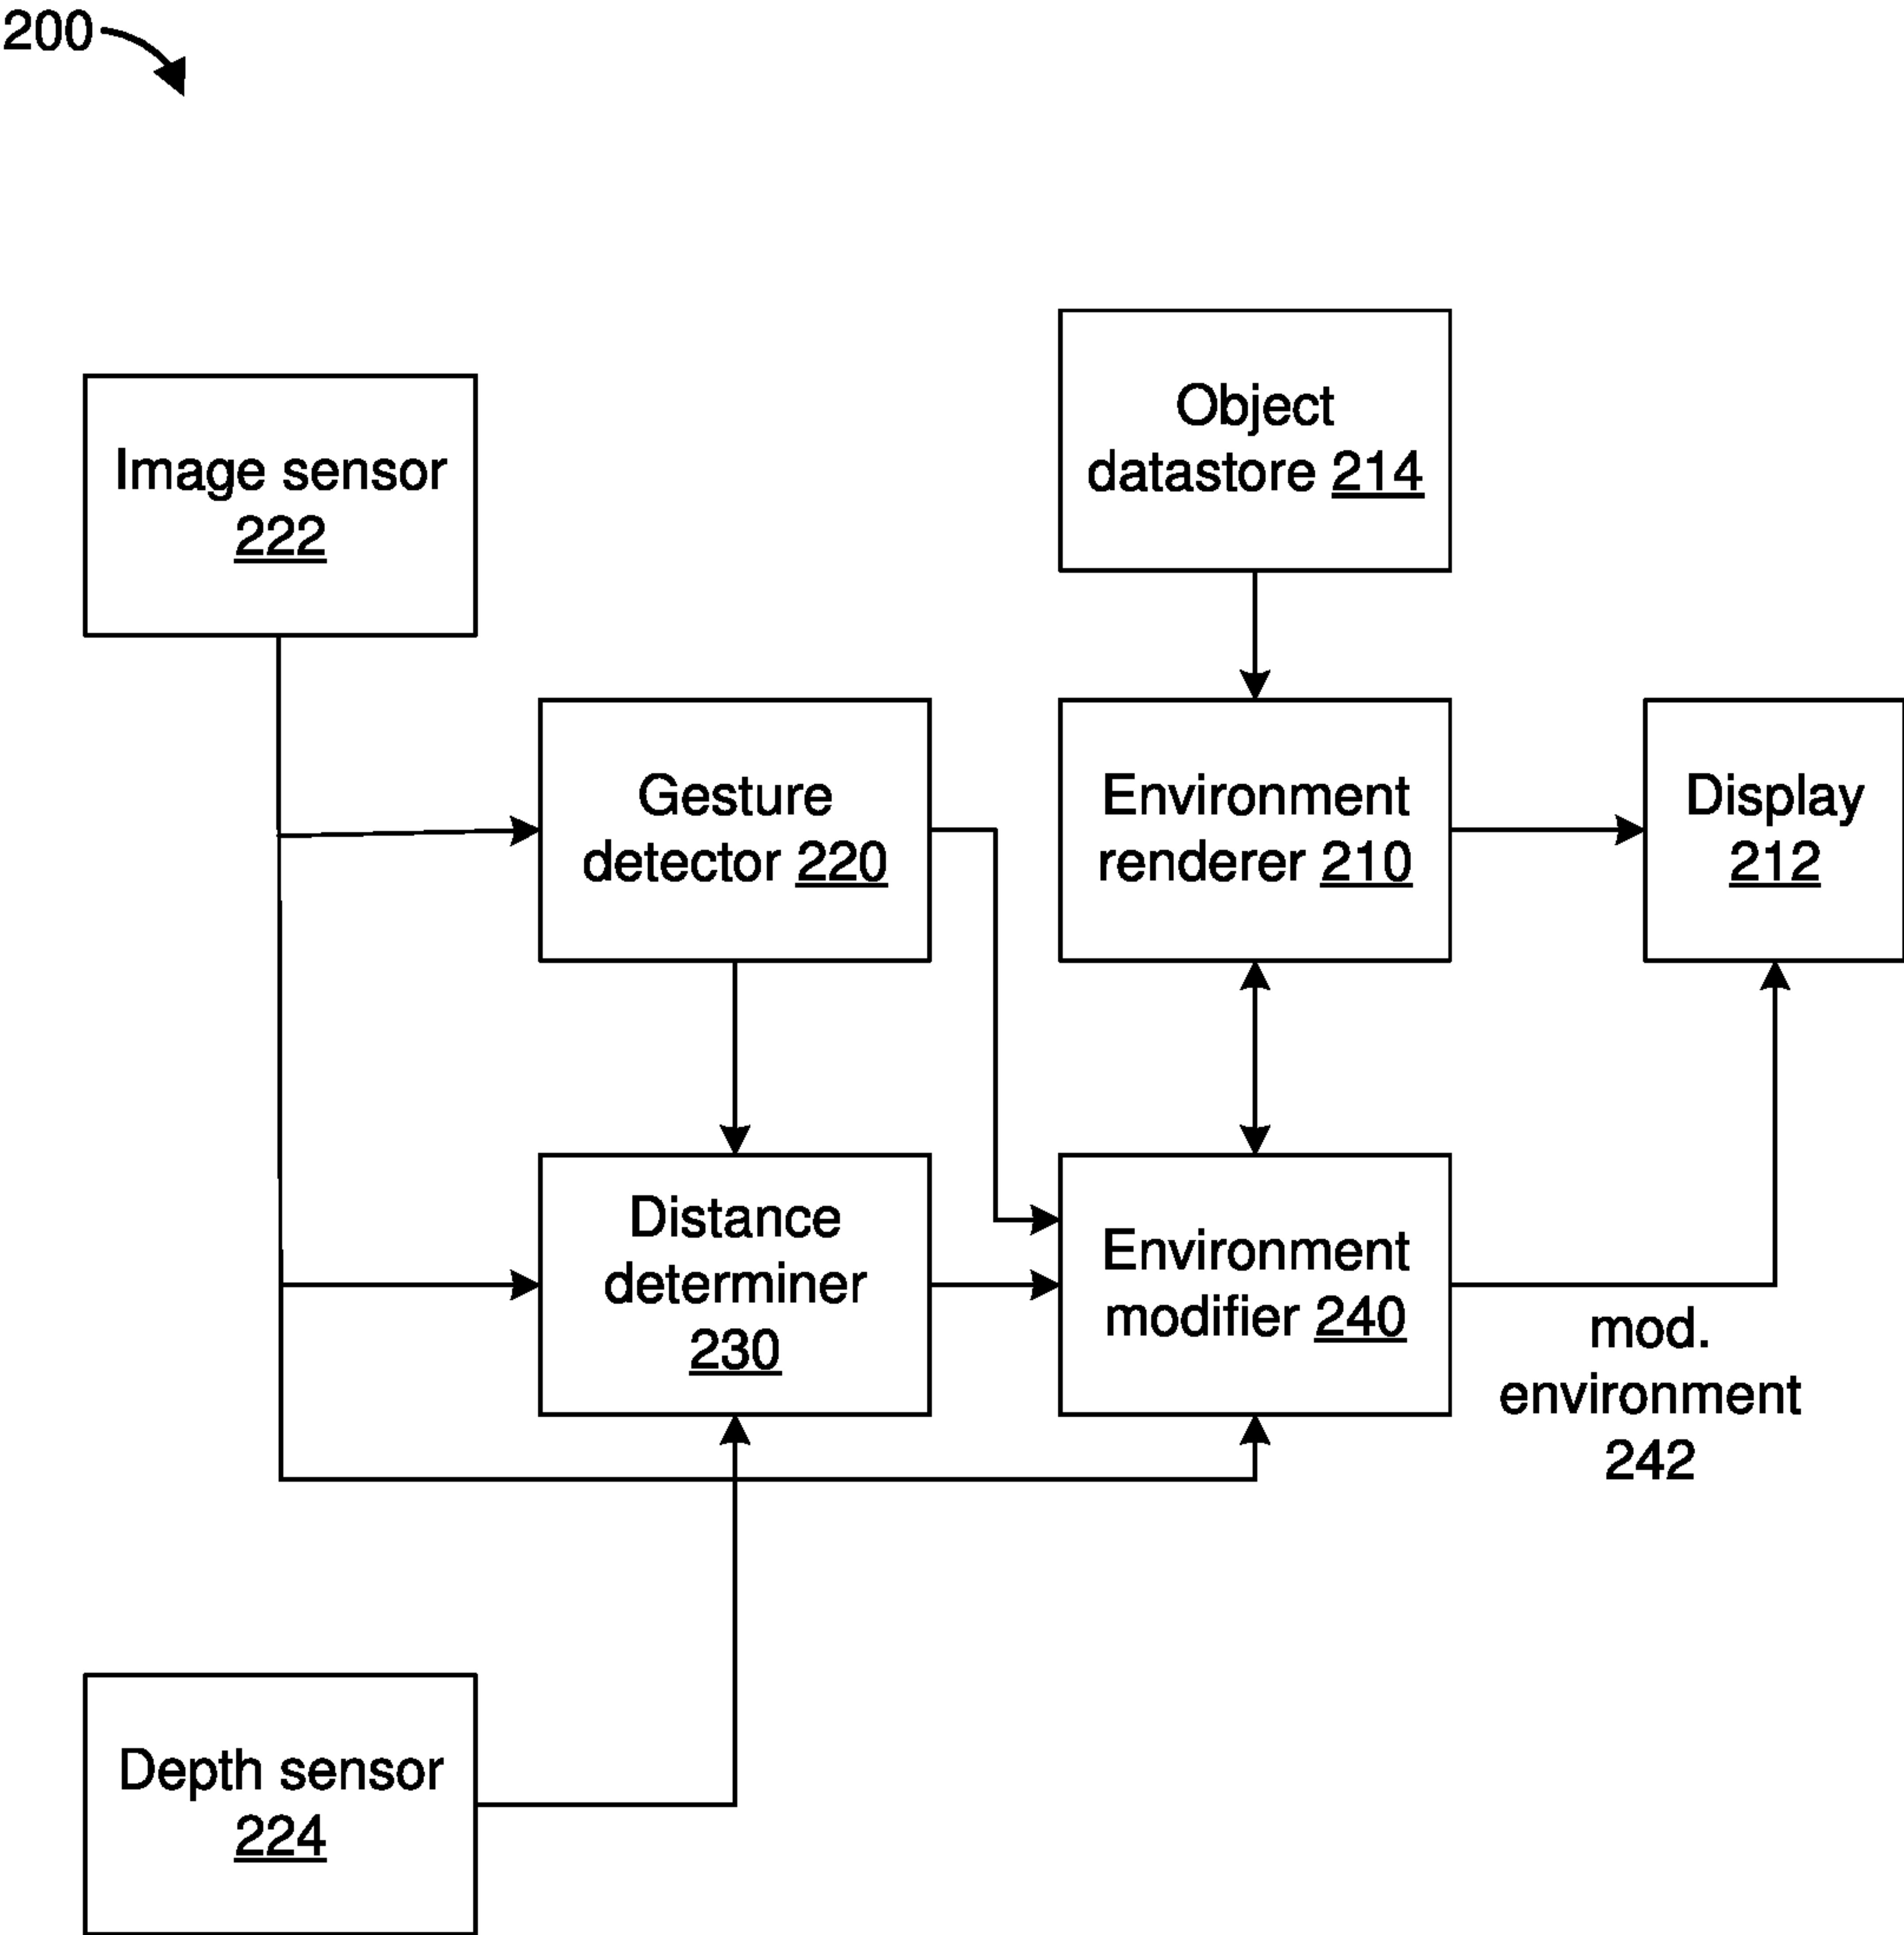 200
Object
datastore 214
Image sensor
222
Gesture
detector 220
Environment
renderer 210
Display
212
Distance
determiner
230
Environment
modifier 240
mod.
environment
242
Depth sensor
224